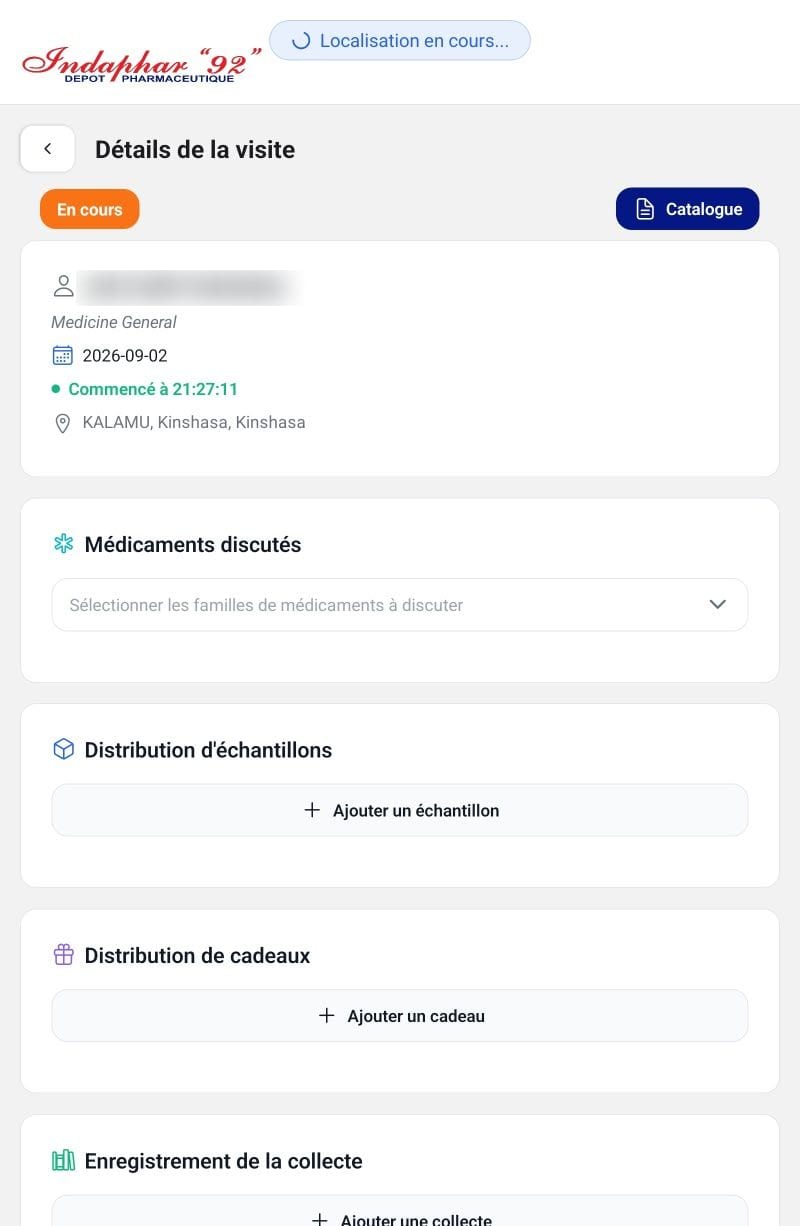 Localisation en cours...
Indaphar “92”
DEPOT PHARMACEUTIQUE
Détails de la visite
En cours
Catalogue
Medicine General
2026-09-02
Commencé à 21:27:11
KALAMU, Kinshasa, Kinshasa
Médicaments discutés
Sélectionner les familles de médicaments à discuter
Distribution d'échantillons
Ajouter un échantillon
Distribution de cadeaux
Ajouter un cadeau
Enregistrement de la collecte
Ajouter une collecte